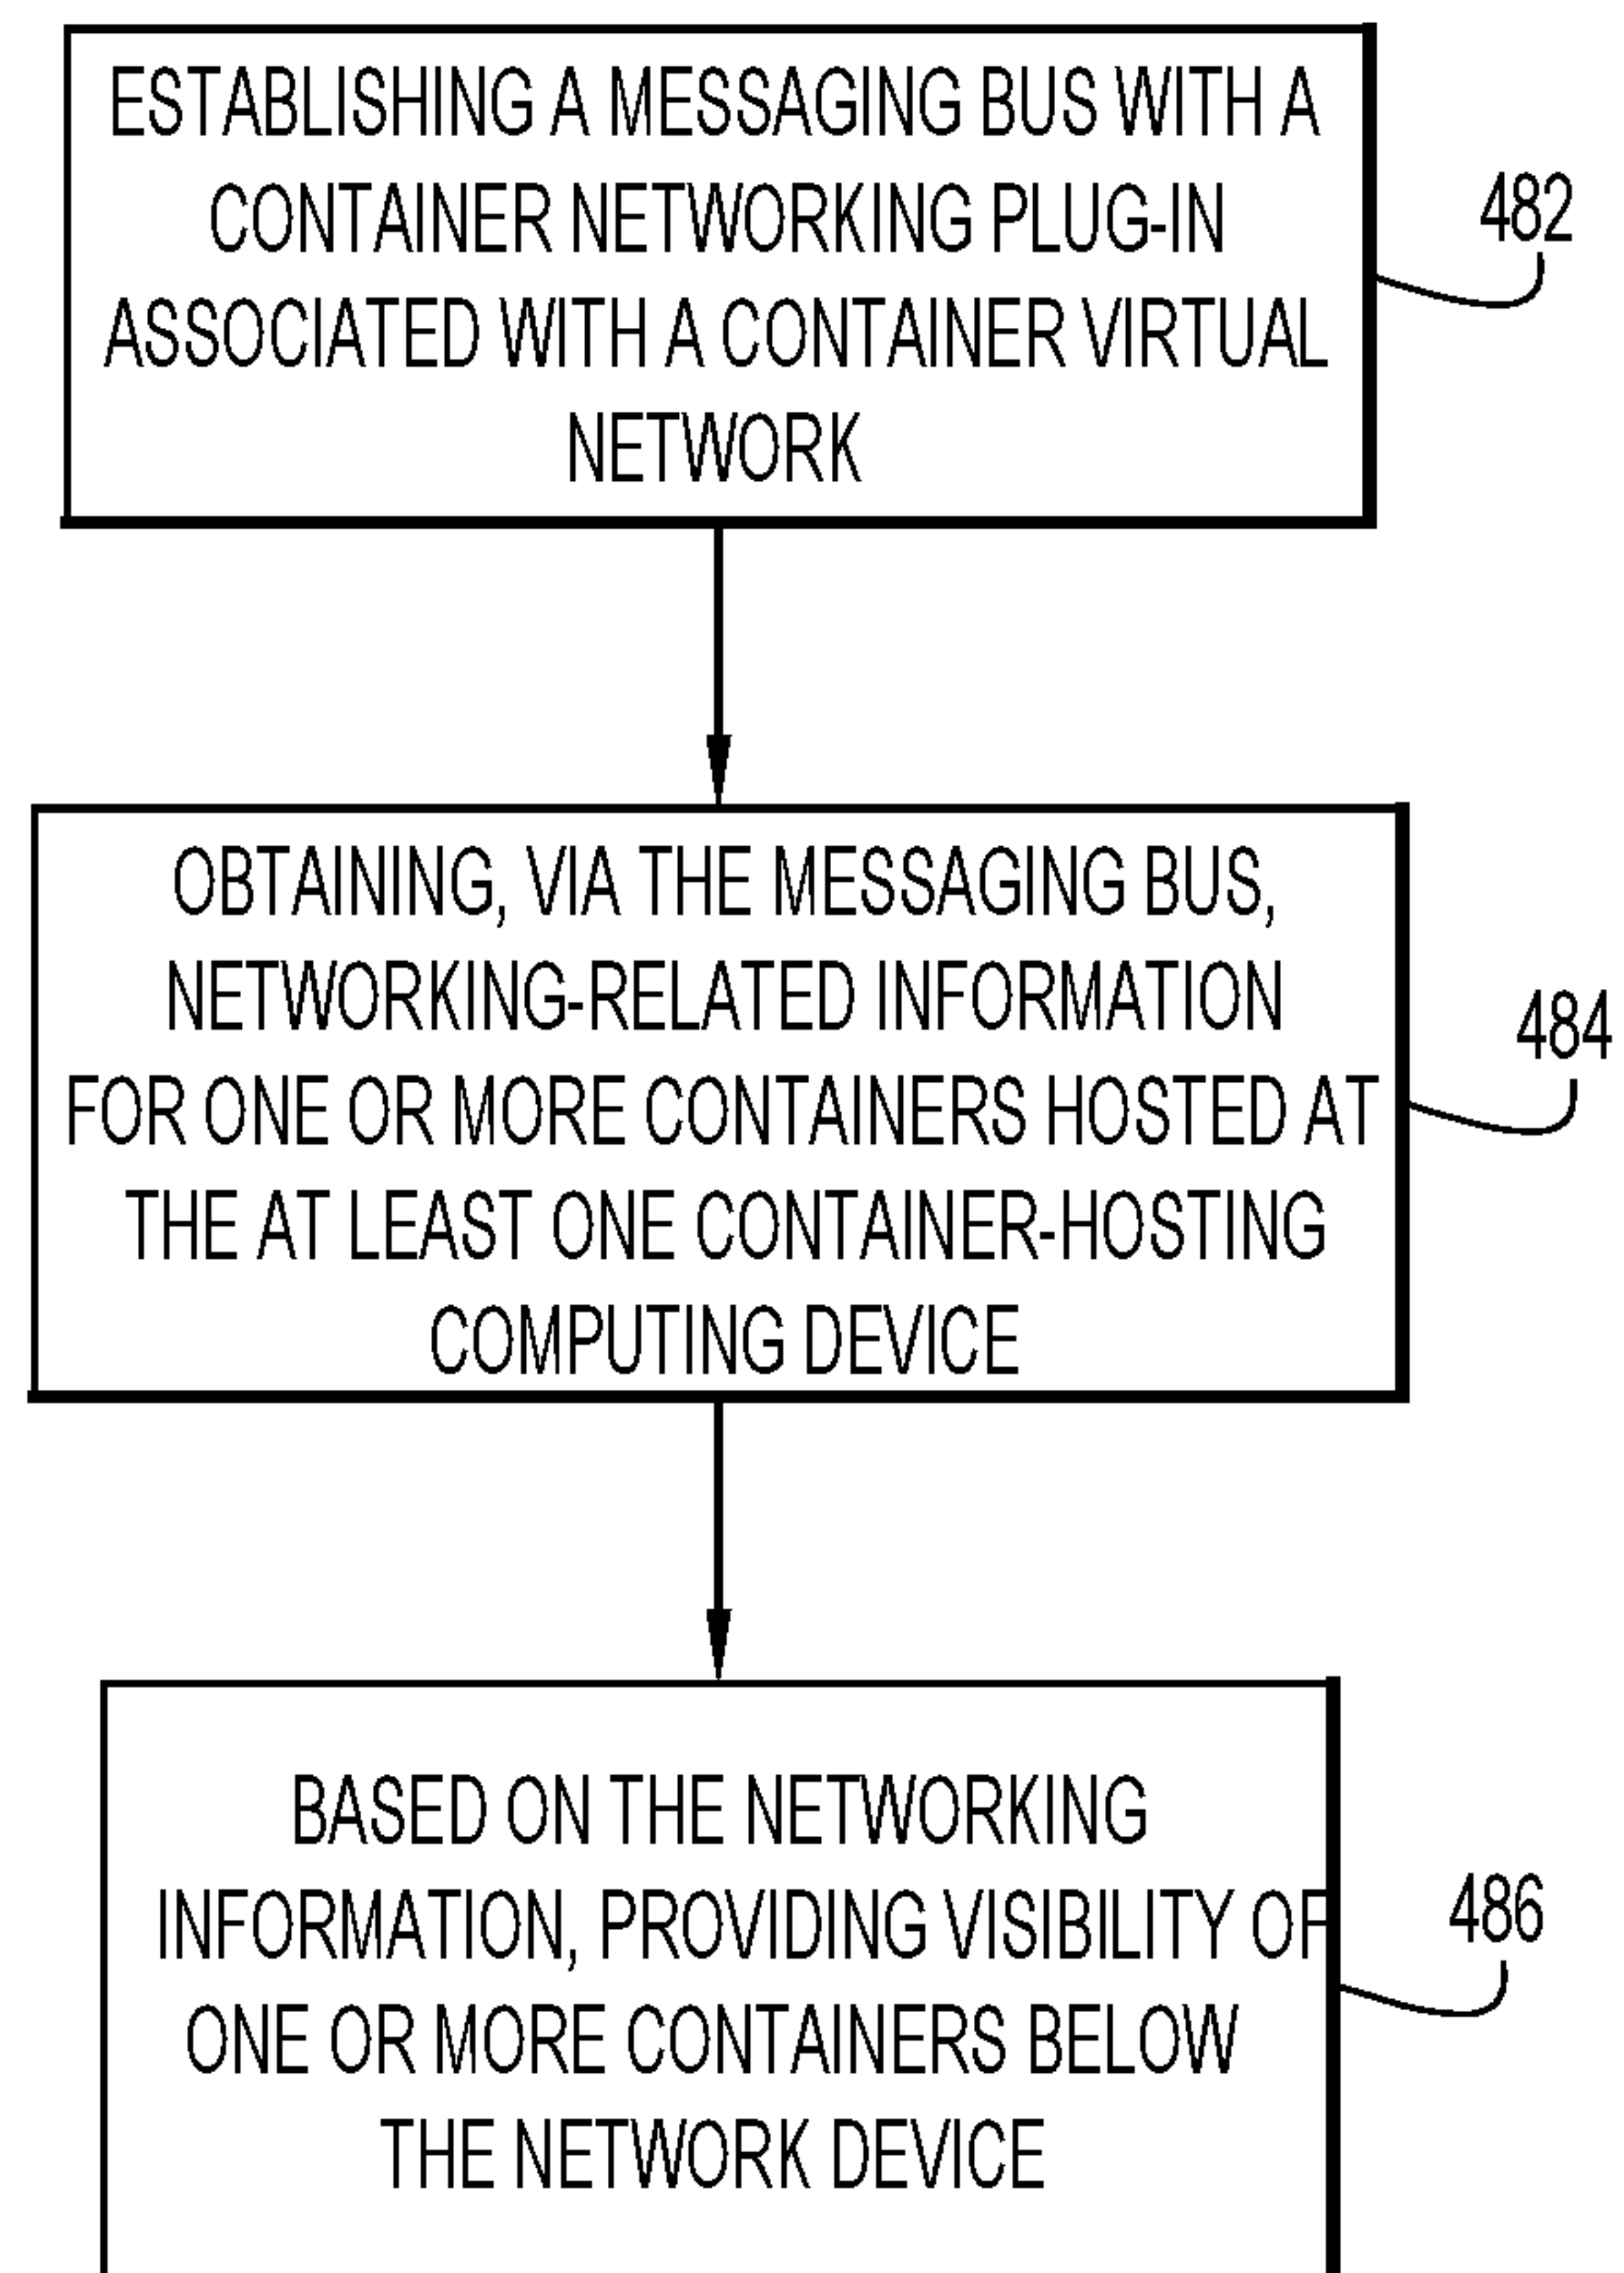 ESTABLISHING A MESSAGING BUS WITH A
CONTAINER NETWORKING PLUG-IN
ASSOCIATED WITH A CONTAINER VIRTUAL
NETWORK
482
OBTAINING, VIA THE MESSAGING BUS,
NETWORKING-RELATED INFORMATION
FOR ONE OR MORE CONTAINERS HOSTED AT
THE AT LEAST ONE CONTAINER-HOSTING
COMPUTING DEVICE
484
BASED ON THE NETWORKING
INFORMATION, PROVIDING VISIBILITY OF
ONE OR MORE CONTAINERS BELOW
THE NETWORK DEVICE
486